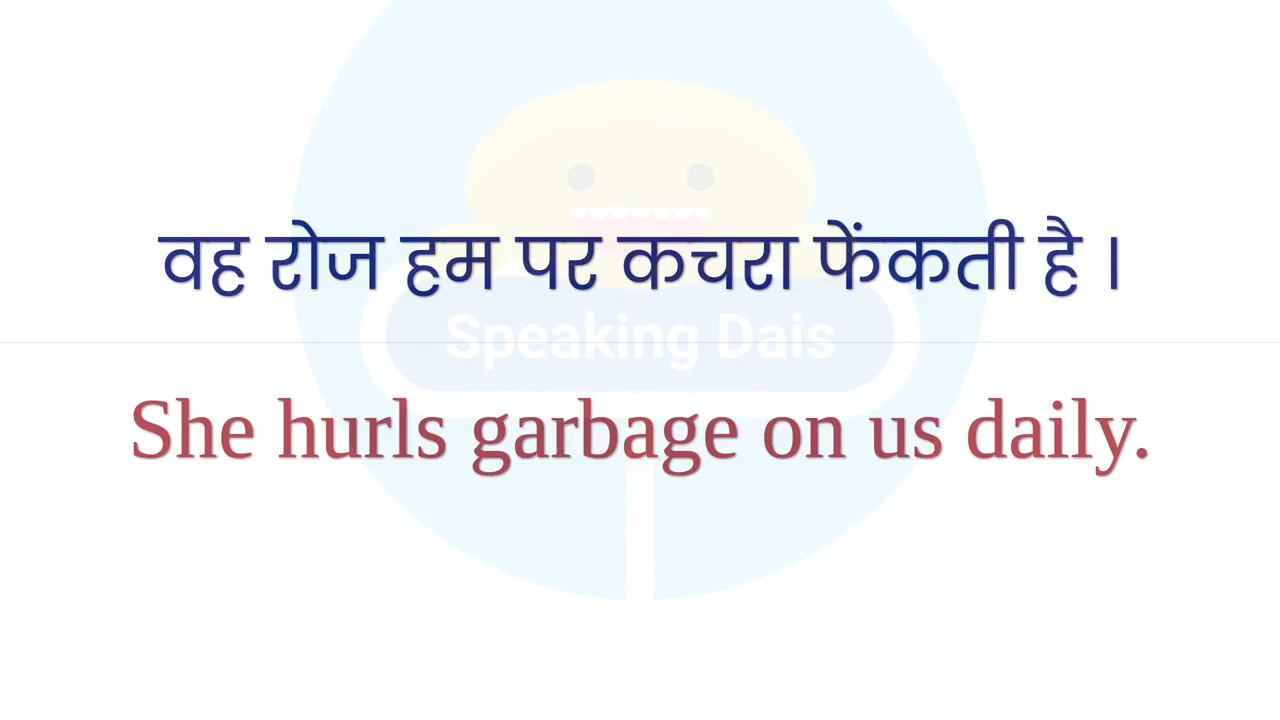 वह रोज हम पर कचरा फेंकती है ।
Speaking Dais
She hurls garbage on us daily.